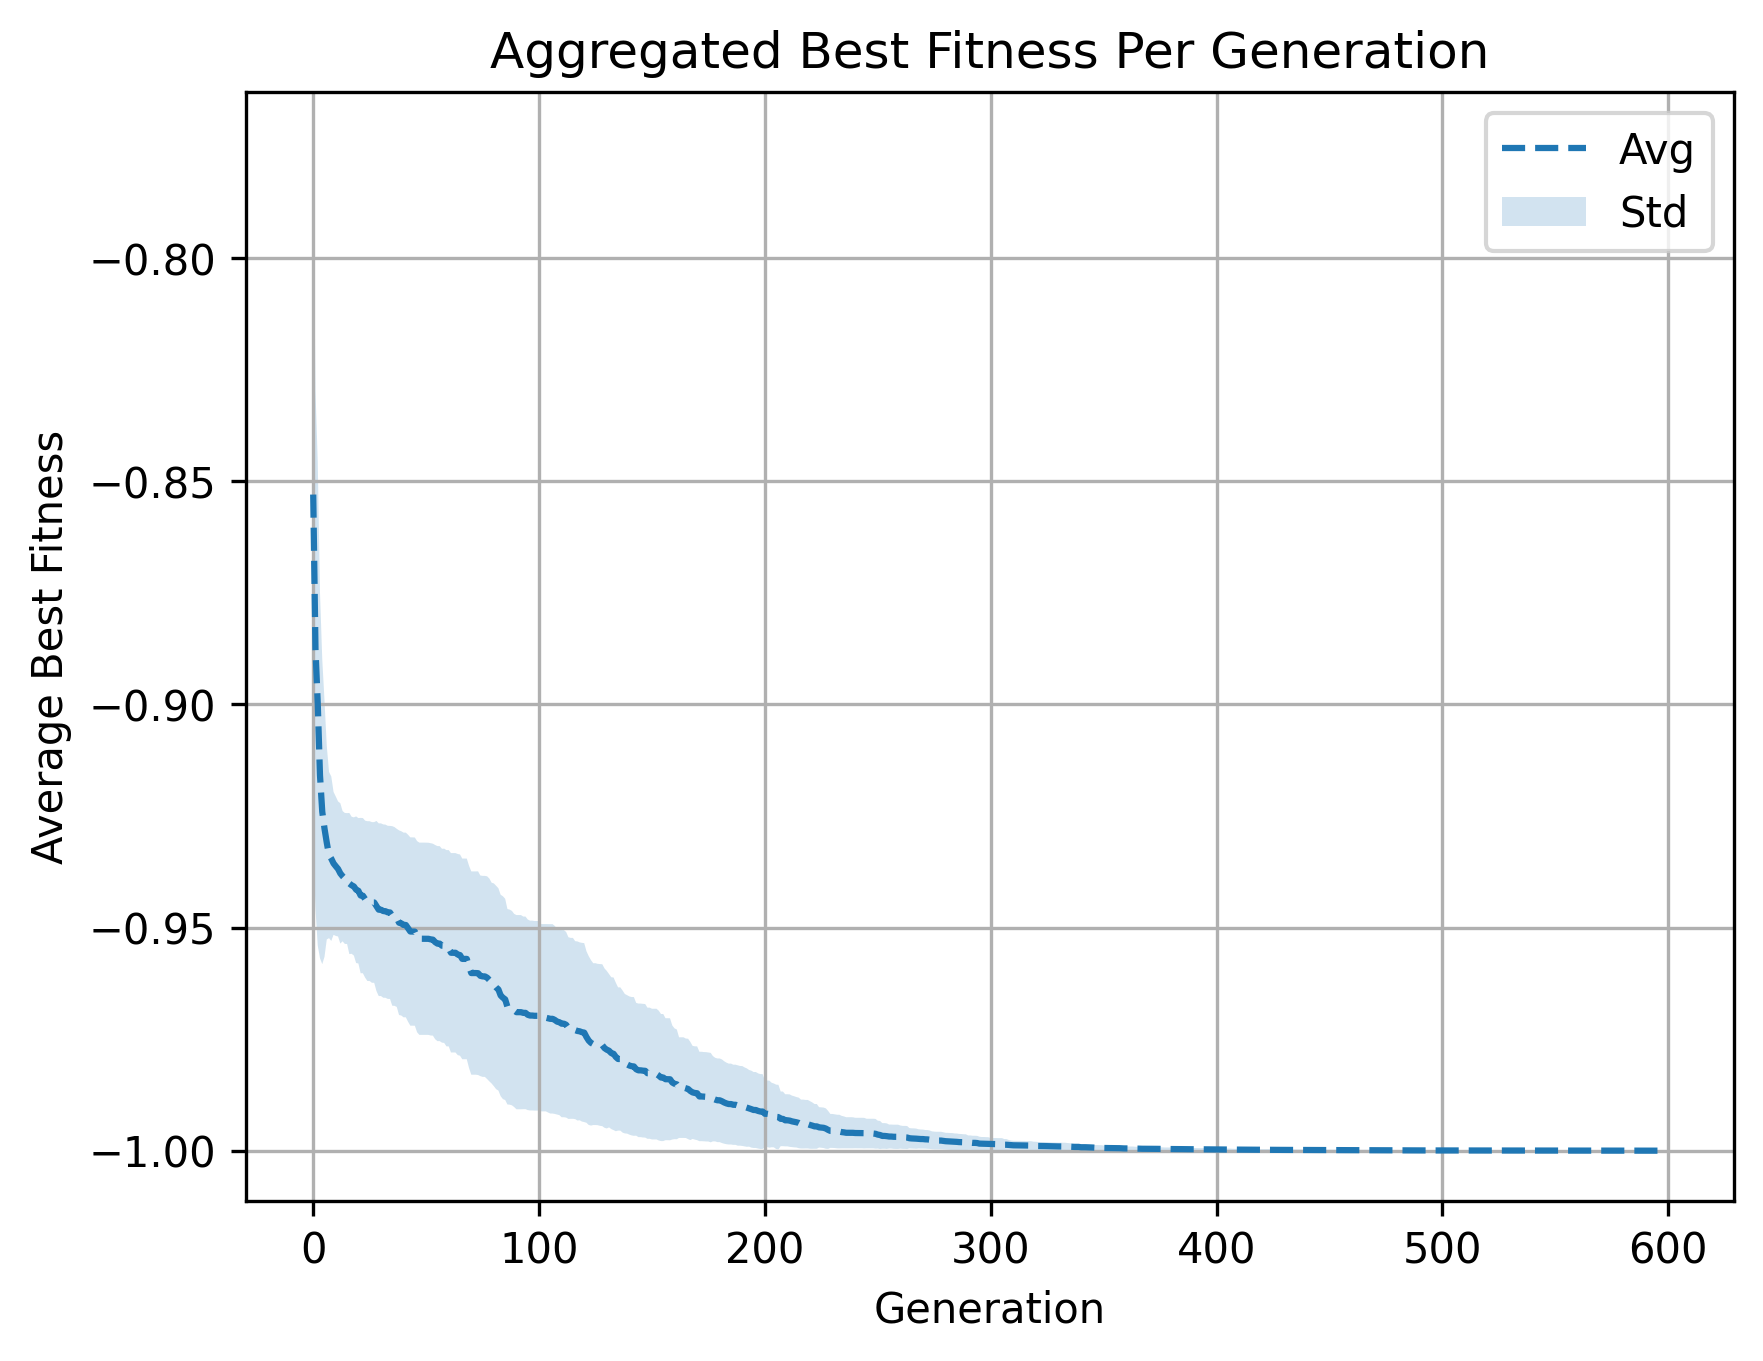 Aggregated Best Fitness Per Generation
Avg
Std
−0.80
−0.85
−0.90
−0.95
−1.00
Average Best Fitness
0 100 200 300 400 500 600
Generation